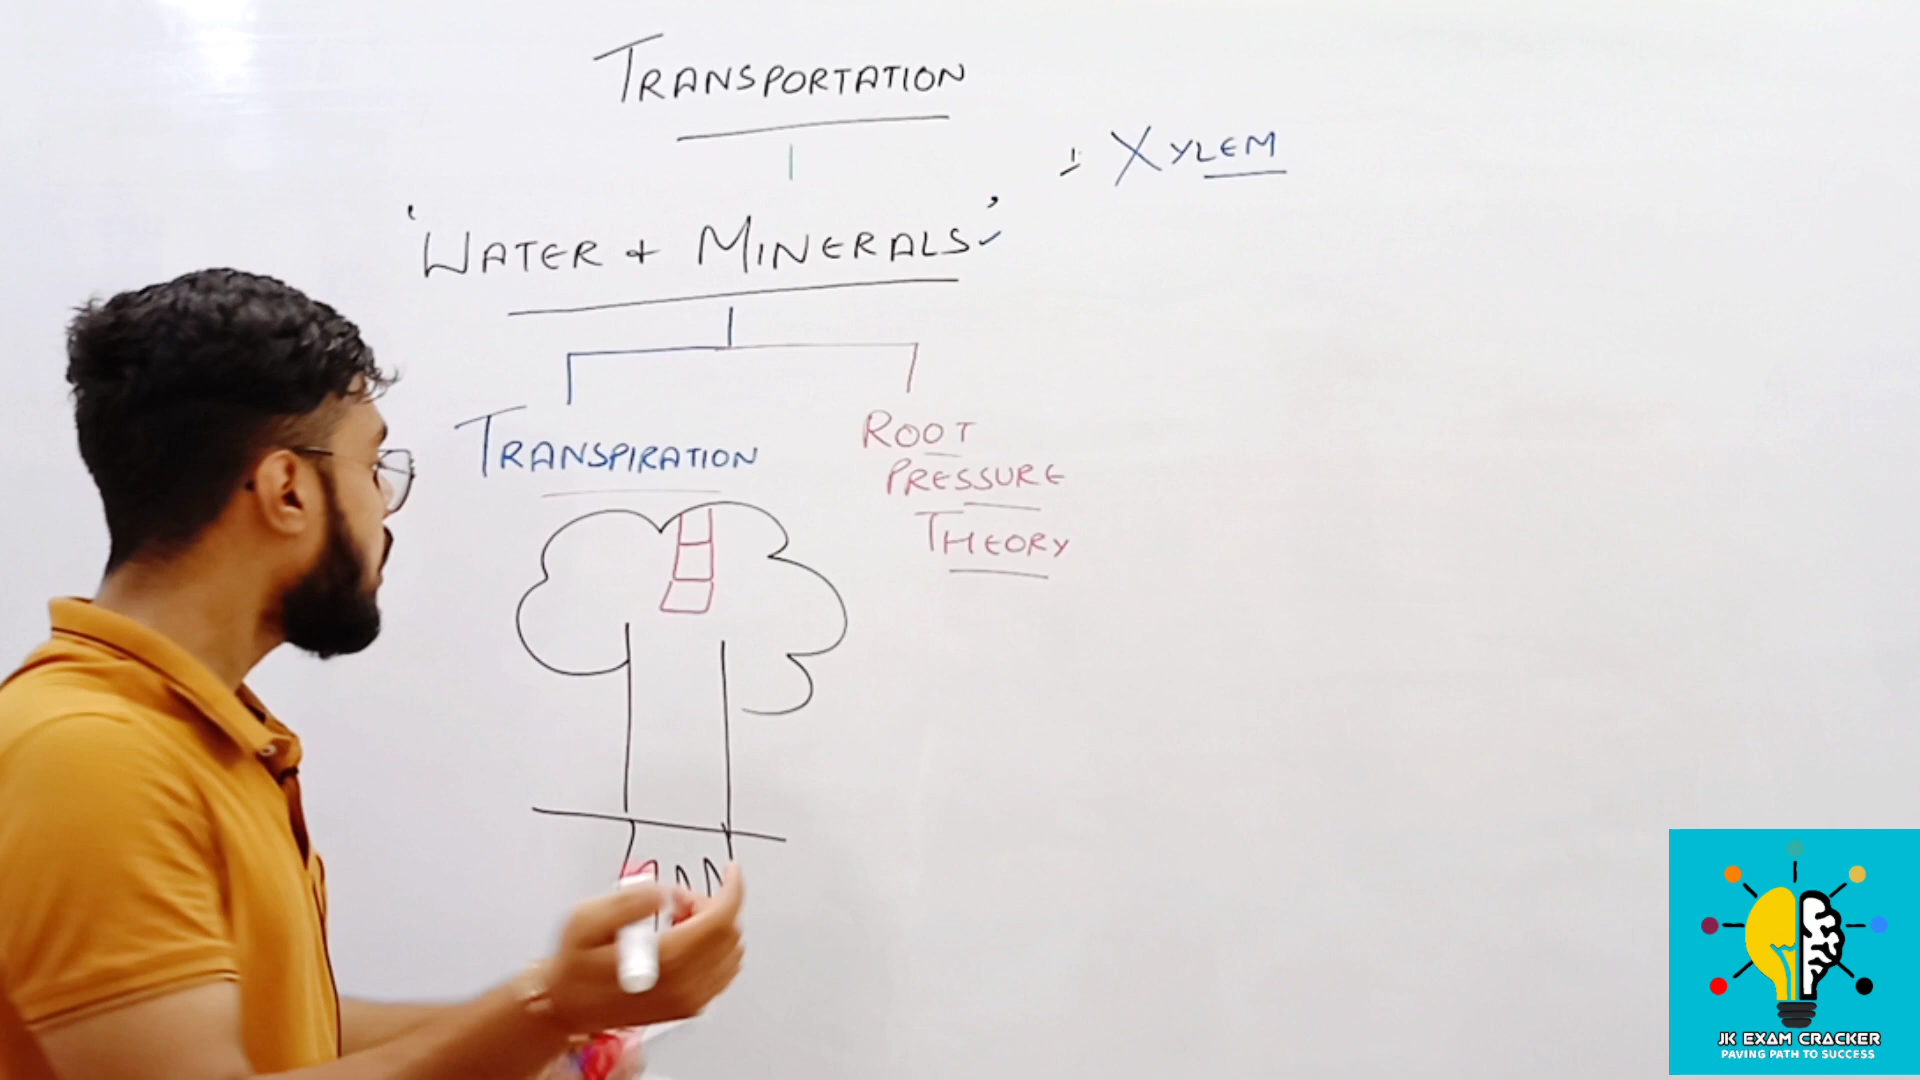 TRANSPORTATION
: XYLEM
'WATER + MINERALS'
TRANSPIRATION
ROOT
PRESSURE
THEORY
JK EXAM CRACKER
PAVING PATH TO SUCCESS